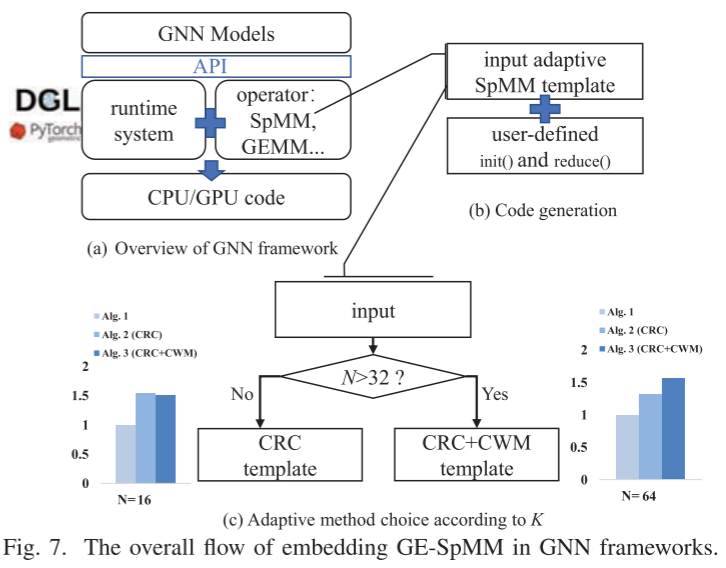 GNN Models
API
DGL
PyTorch
geometric
runtime
system
operator:
SpMM,
GEMM...
CPU/GPU code
(a) Overview of GNN framework
input adaptive
SpMM template
user-defined
init() and reduce()
(b) Code generation
input
N>32 ?
No
Yes
CRC
template
CRC+CWM
template
Alg. 1
Alg. 2 (CRC)
Alg. 3 (CRC+CWM)
2
1.5
1
0.5
0
N=16
Alg. 1
Alg. 2 (CRC)
Alg. 3 (CRC+CWM)
2
1.5
1
0.5
0
N= 64
(c) Adaptive method choice according to K
Fig. 7. The overall flow of embedding GE-SpMM in GNN frameworks.